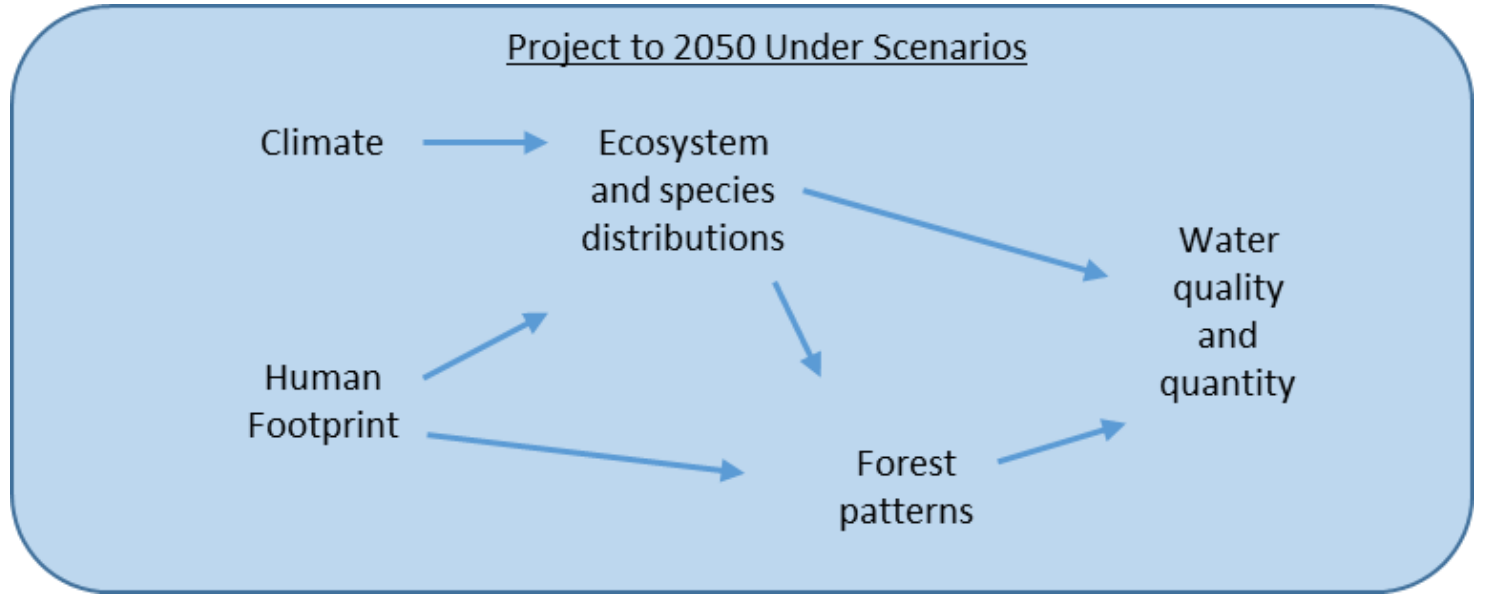 Project to 2050 Under Scenarios
Climate
Ecosystem
and species
distributions
Human
Footprint
Forest
patterns
Water
quality
and
quantity